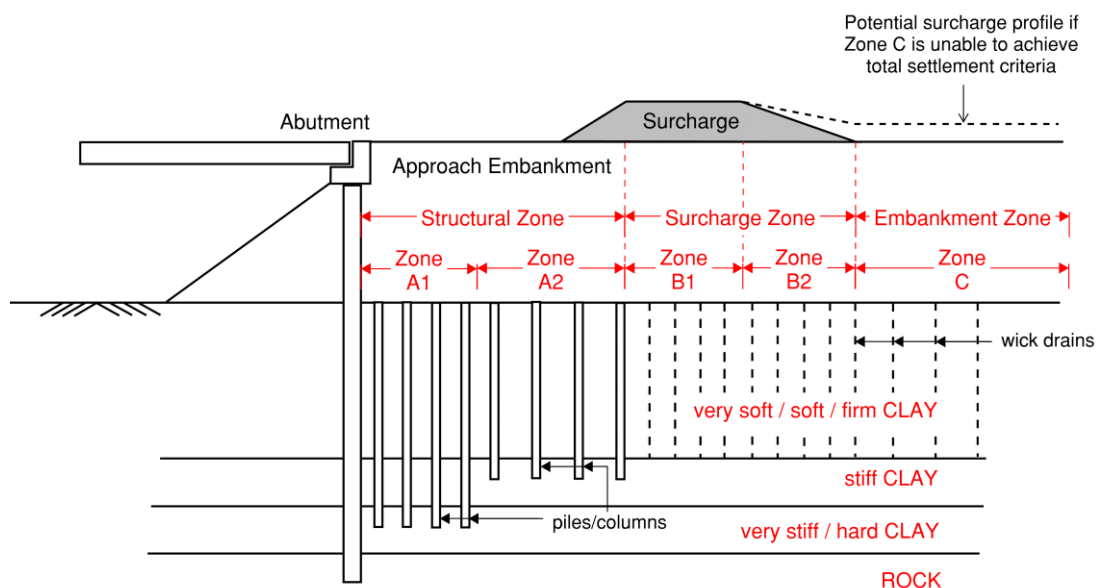 Potential surcharge profile if
Zone C is unable to achieve
total settlement criteria
Abutment
Surcharge
Approach Embankment
Structural Zone
Surcharge Zone
Embankment Zone
Zone
A1
Zone
A2
Zone
B1
Zone
B2
Zone
C
wick drains
very soft / soft / firm CLAY
stiff CLAY
piles/columns
very stiff / hard CLAY
ROCK